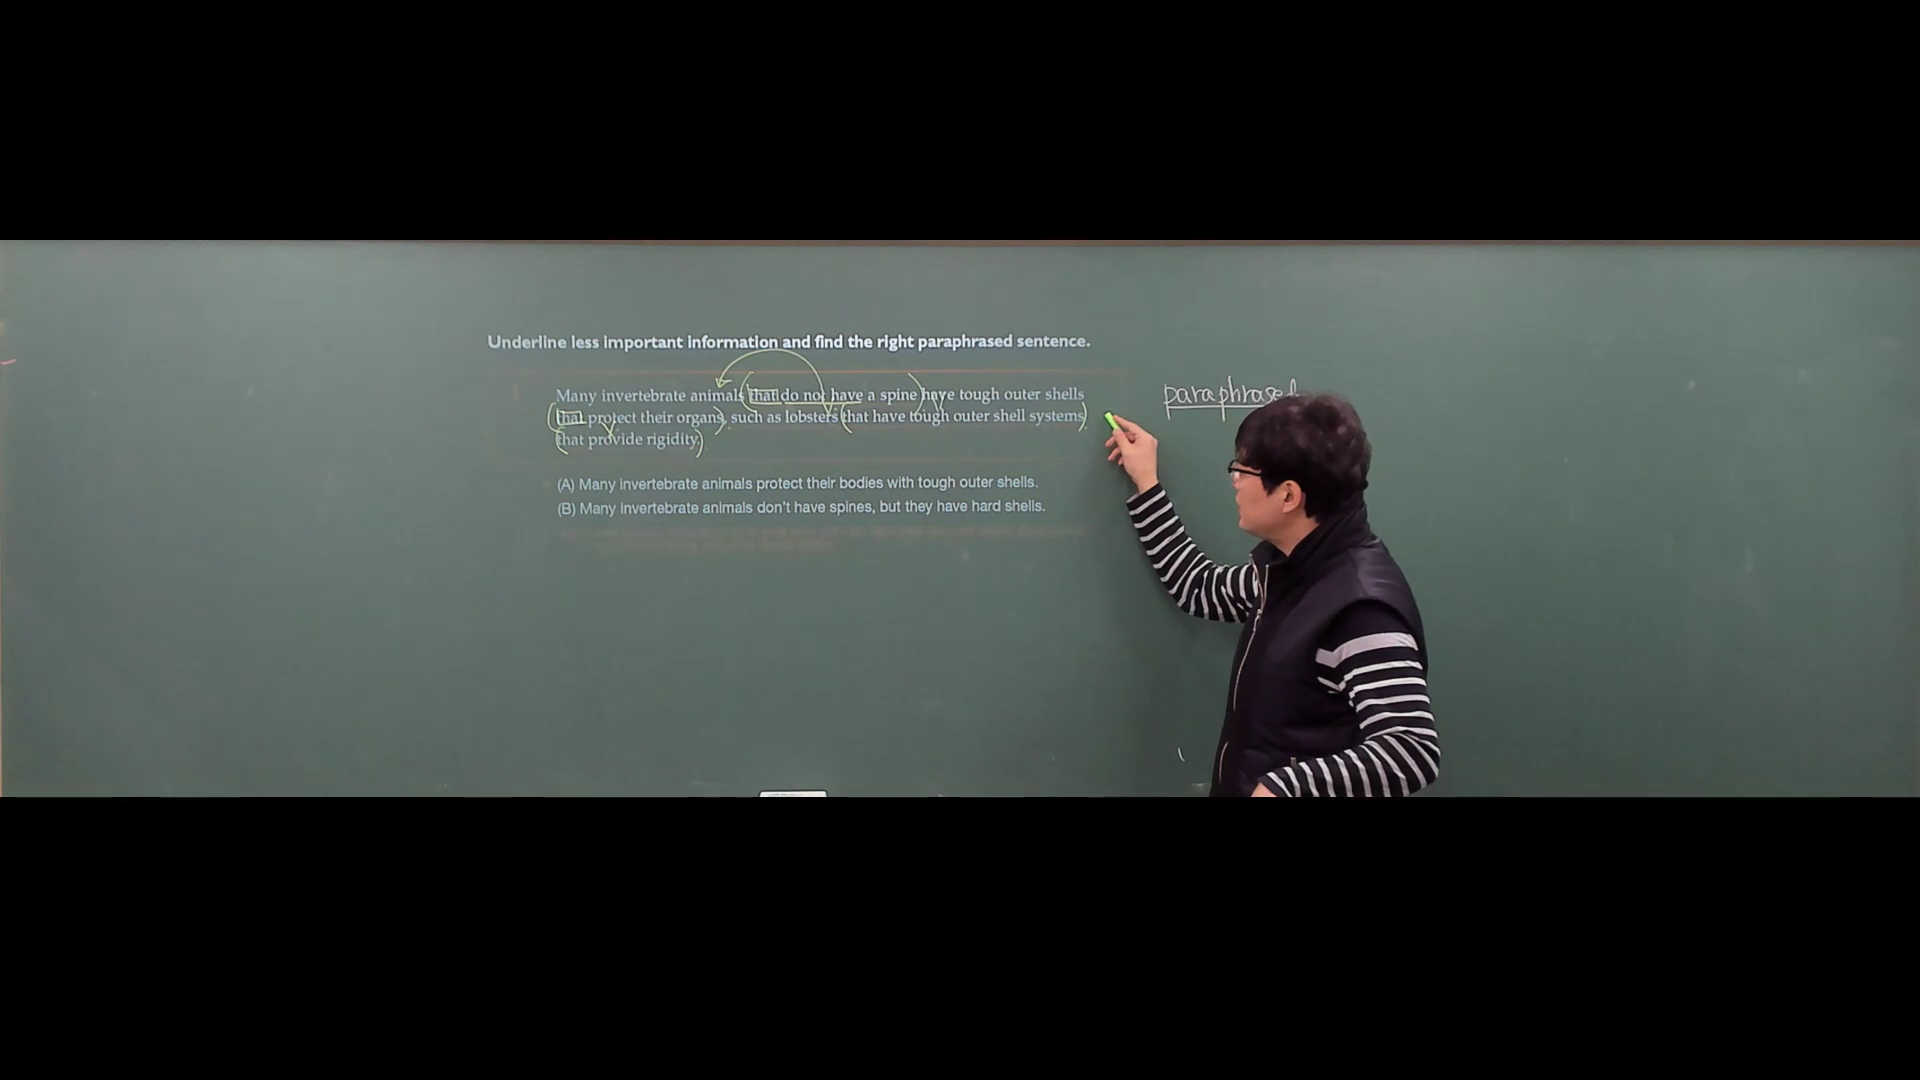 Underline less important information and find the right paraphrased sentence.
Many invertebrate animals (that do not have a spine) have tough outer shells
(that protect their organs), such as lobsters (that have tough outer shell systems)
(that provide rigidity.)
(A) Many invertebrate animals protect their bodies with tough outer shells.
(B) Many invertebrate animals don't have spines, but they have hard shells.
paraphrase